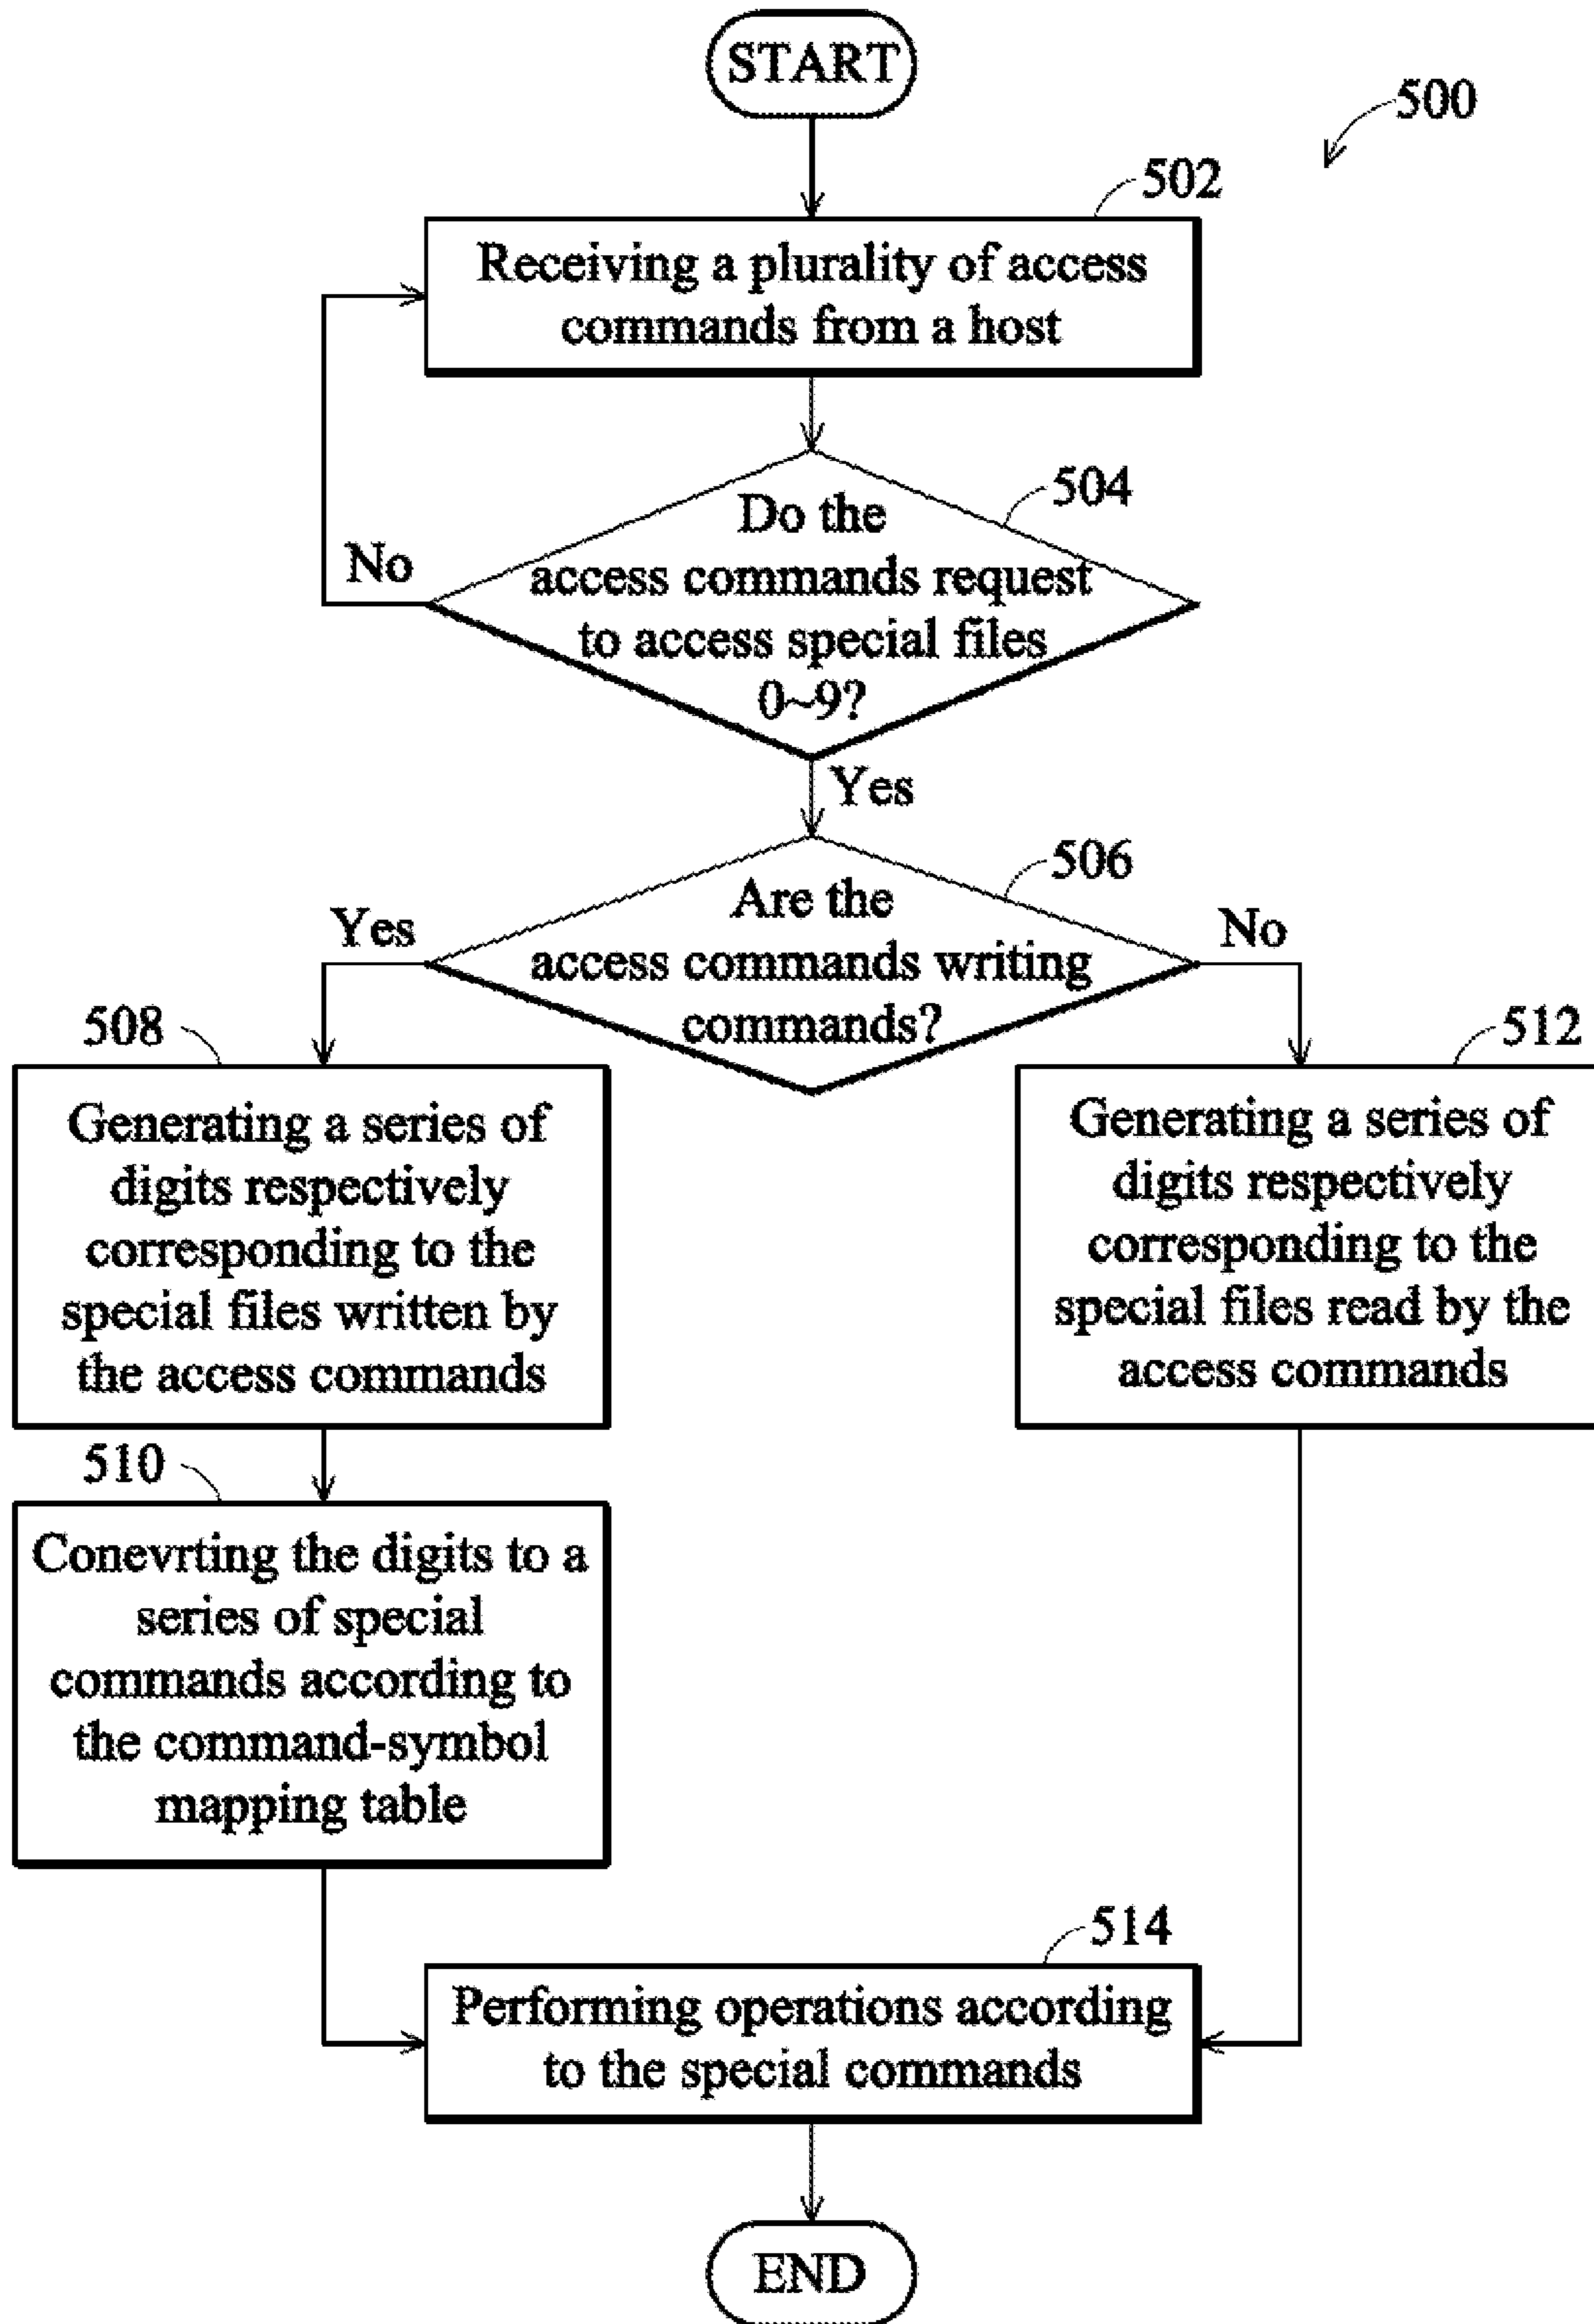 START
500
502
Receiving a plurality of access
commands from a host
504
Do the
access commands request
to access special files
0~9?
No
Yes
506
Are the
access commands writing
commands?
Yes
No
508
Generating a series of
digits respectively
corresponding to the
special files written by
the access commands
512
Generating a series of
digits respectively
corresponding to the
special files read by the
access commands
510
Conevrting the digits to a
series of special
commands according to
the command-symbol
mapping table
514
Performing operations according
to the special commands
END